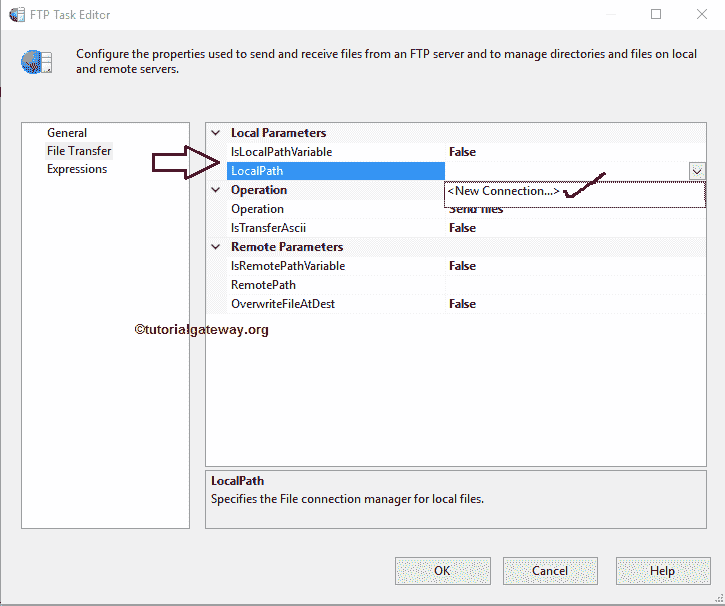 FTP Task Editor
Configure the properties used to send and receive files from an FTP server and to manage directories and files on local
and remote servers.
General
File Transfer
Expressions
Local Parameters
IsLocalPathVariable False
LocalPath
<New Connection...>
Operation
Operation Send files
IsTransferAscii False
Remote Parameters
IsRemotePathVariable False
RemotePath
OverwriteFileAtDest False
©tutorialgateway.org
LocalPath
Specifies the File connection manager for local files.
OK Cancel Help